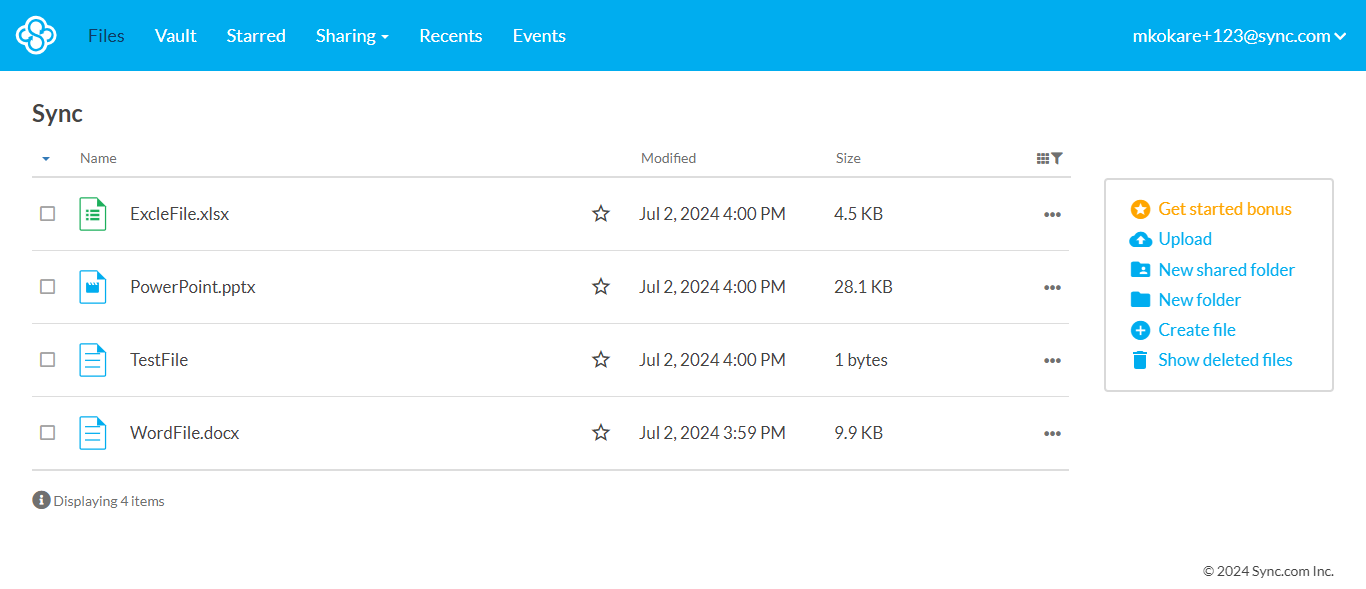 Files Vault Starred Sharing Recents Events mkokare+123@sync.com
Sync
Name Modified Size
ExcleFile.xlsx Jul 2, 2024 4:00 PM 4.5 KB
PowerPoint.pptx Jul 2, 2024 4:00 PM 28.1 KB
TestFile Jul 2, 2024 4:00 PM 1 bytes
WordFile.docx Jul 2, 2024 3:59 PM 9.9 KB
Displaying 4 items
Get started bonus
Upload
New shared folder
New folder
Create file
Show deleted files
© 2024 Sync.com Inc.